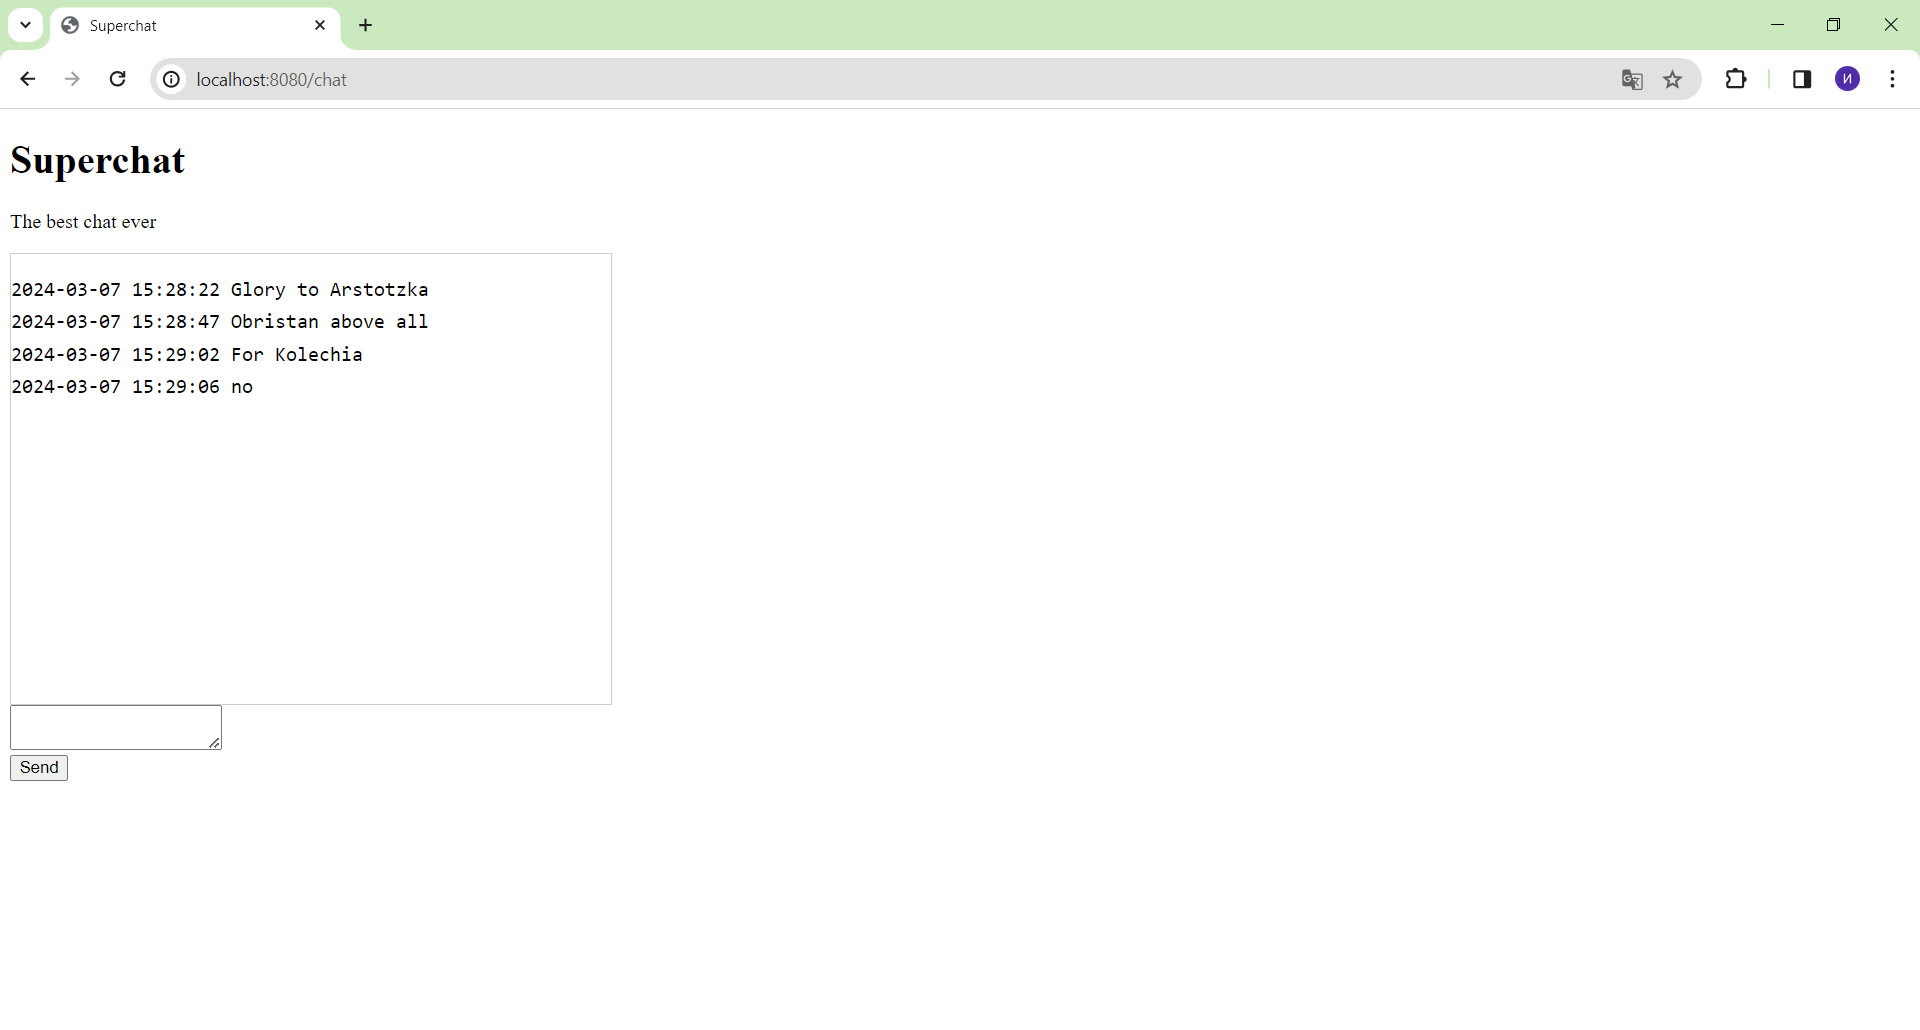 Superchat
localhost:8080/chat
И
Superchat
The best chat ever
2024-03-07 15:28:22 Glory to Arstotzka
2024-03-07 15:28:47 Obristan above all
2024-03-07 15:29:02 For Kolechia
2024-03-07 15:29:06 no
Send